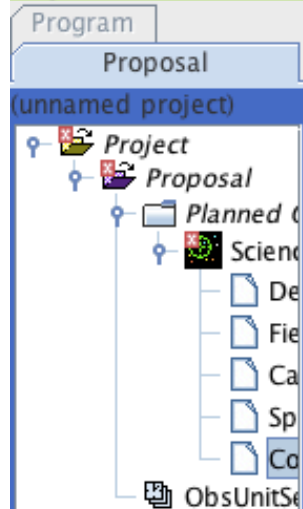 Program
Proposal
(unnamed project)
Project
Proposal
Planned
Scienc
De
Fie
Ca
Sp
Co
ObsUnitSe